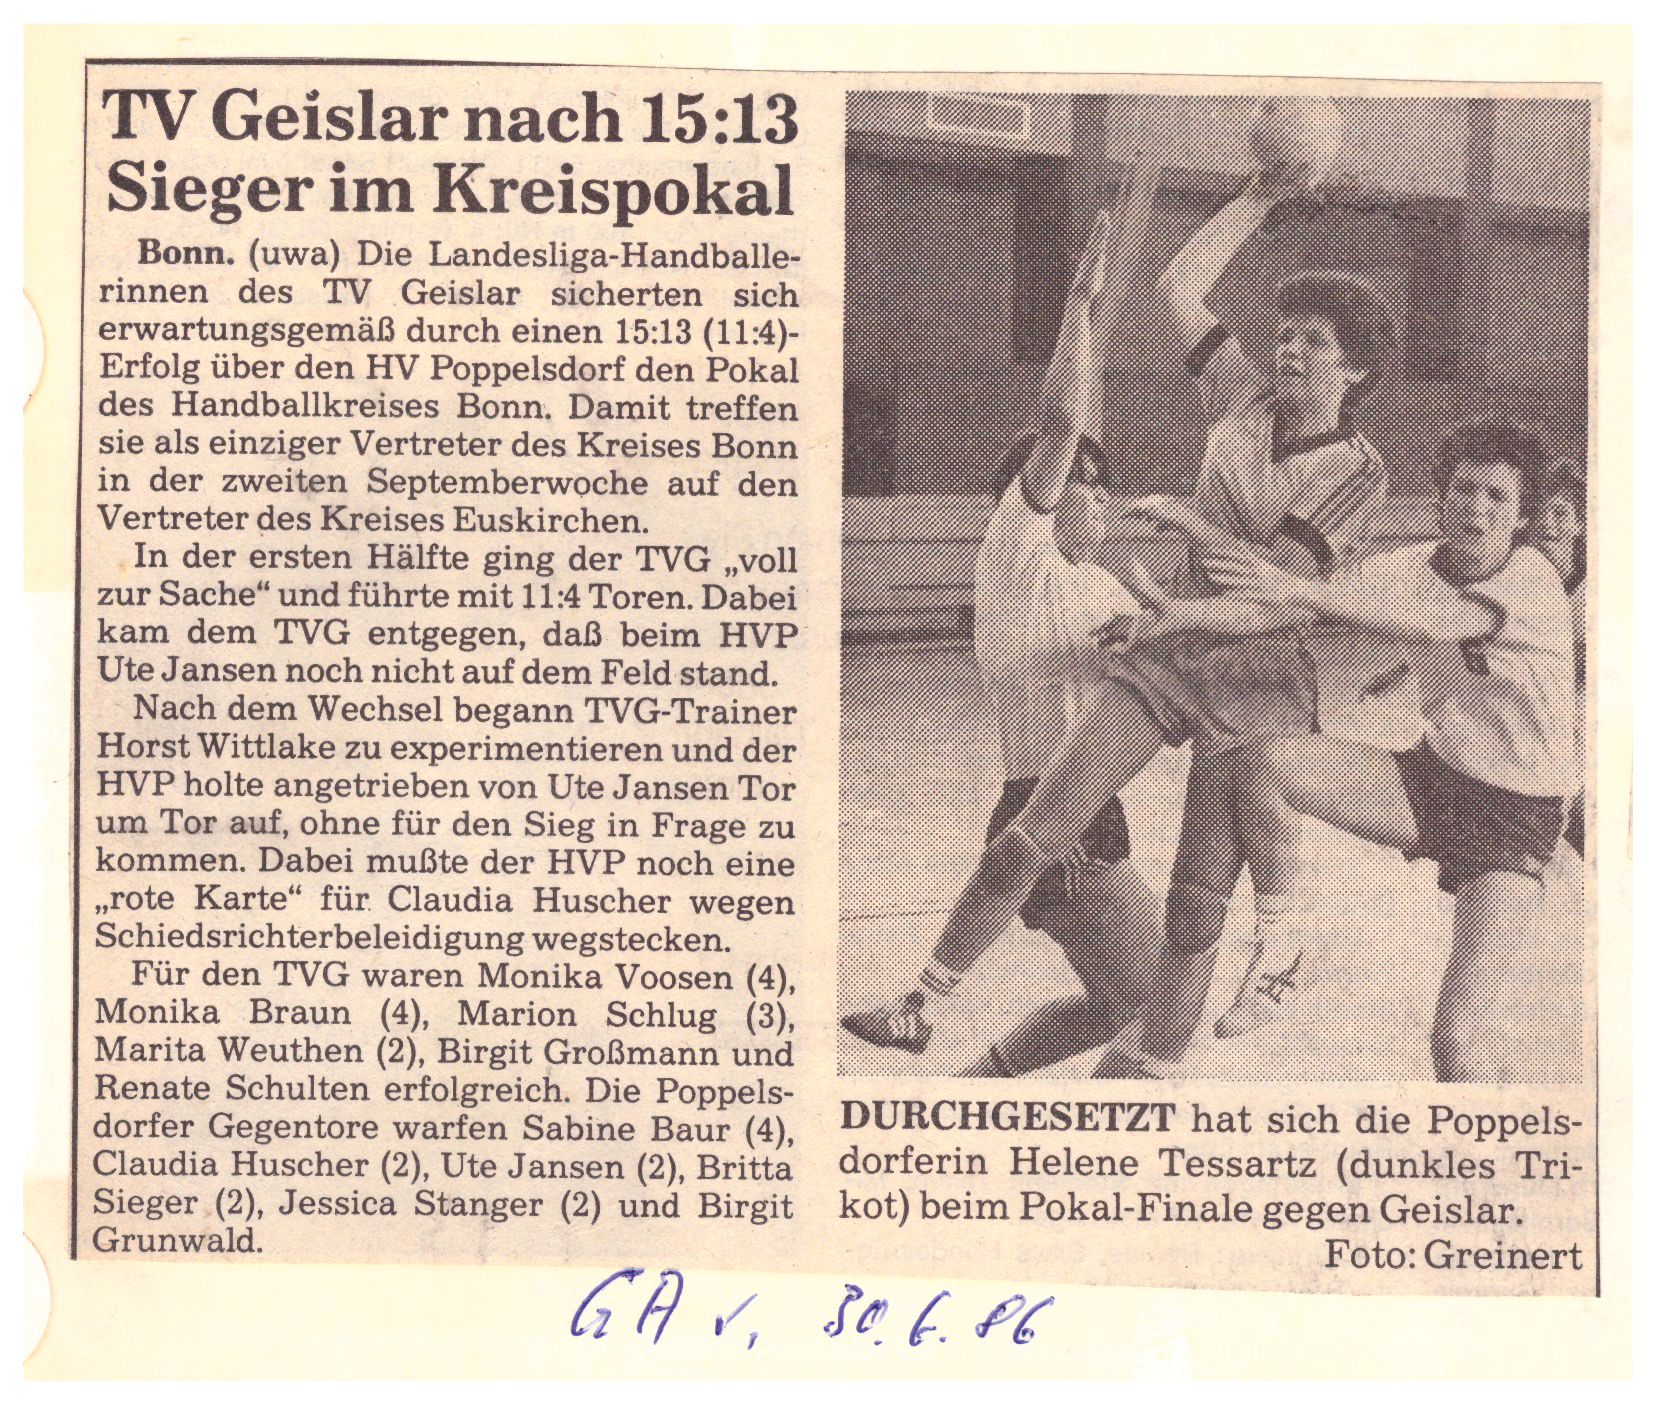 TV Geislar nach 15:13
Sieger im Kreispokal
Bonn. (uwa) Die Landesliga-Handballe-
rinnen des TV Geislar sicherten sich
erwartungsgemäß durch einen 15:13 (11:4)-
Erfolg über den HV Poppelsdorf den Pokal
des Handballkreises Bonn. Damit treffen
sie als einziger Vertreter des Kreises Bonn
in der zweiten Septemberwoche auf den
Vertreter des Kreises Euskirchen.
In der ersten Hälfte ging der TVG „voll
zur Sache“ und führte mit 11:4 Toren. Dabei
kam dem TVG entgegen, daß beim HVP
Ute Jansen noch nicht auf dem Feld stand.
Nach dem Wechsel begann TVG-Trainer
Horst Wittlake zu experimentieren und der
HVP holte angetrieben von Ute Jansen Tor
um Tor auf, ohne für den Sieg in Frage zu
kommen. Dabei mußte der HVP noch eine
„rote Karte“ für Claudia Huscher wegen
Schiedsrichterbeleidigung wegstecken.
Für den TVG waren Monika Voosen (4),
Monika Braun (4), Marion Schlug (3),
Marita Weuthen (2), Birgit Großmann und
Renate Schulten erfolgreich. Die Poppels-
dorfer Gegentore warfen Sabine Baur (4),
Claudia Huscher (2), Ute Jansen (2), Britta
Sieger (2), Jessica Stanger (2) und Birgit
Grunwald.
DURCHGESETZT hat sich die Poppels-
dorferin Helene Tessartz (dunkles Tri-
kot) beim Pokal-Finale gegen Geislar.
Foto: Greinert
GA v. 30.6.86